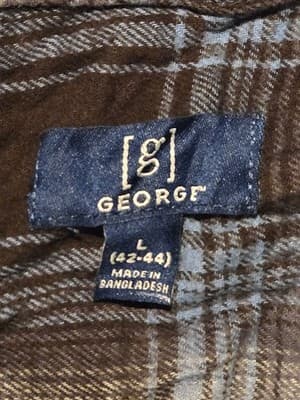 [g]
GEORGE
L
(42-44)
MADE IN
BANGLADESH